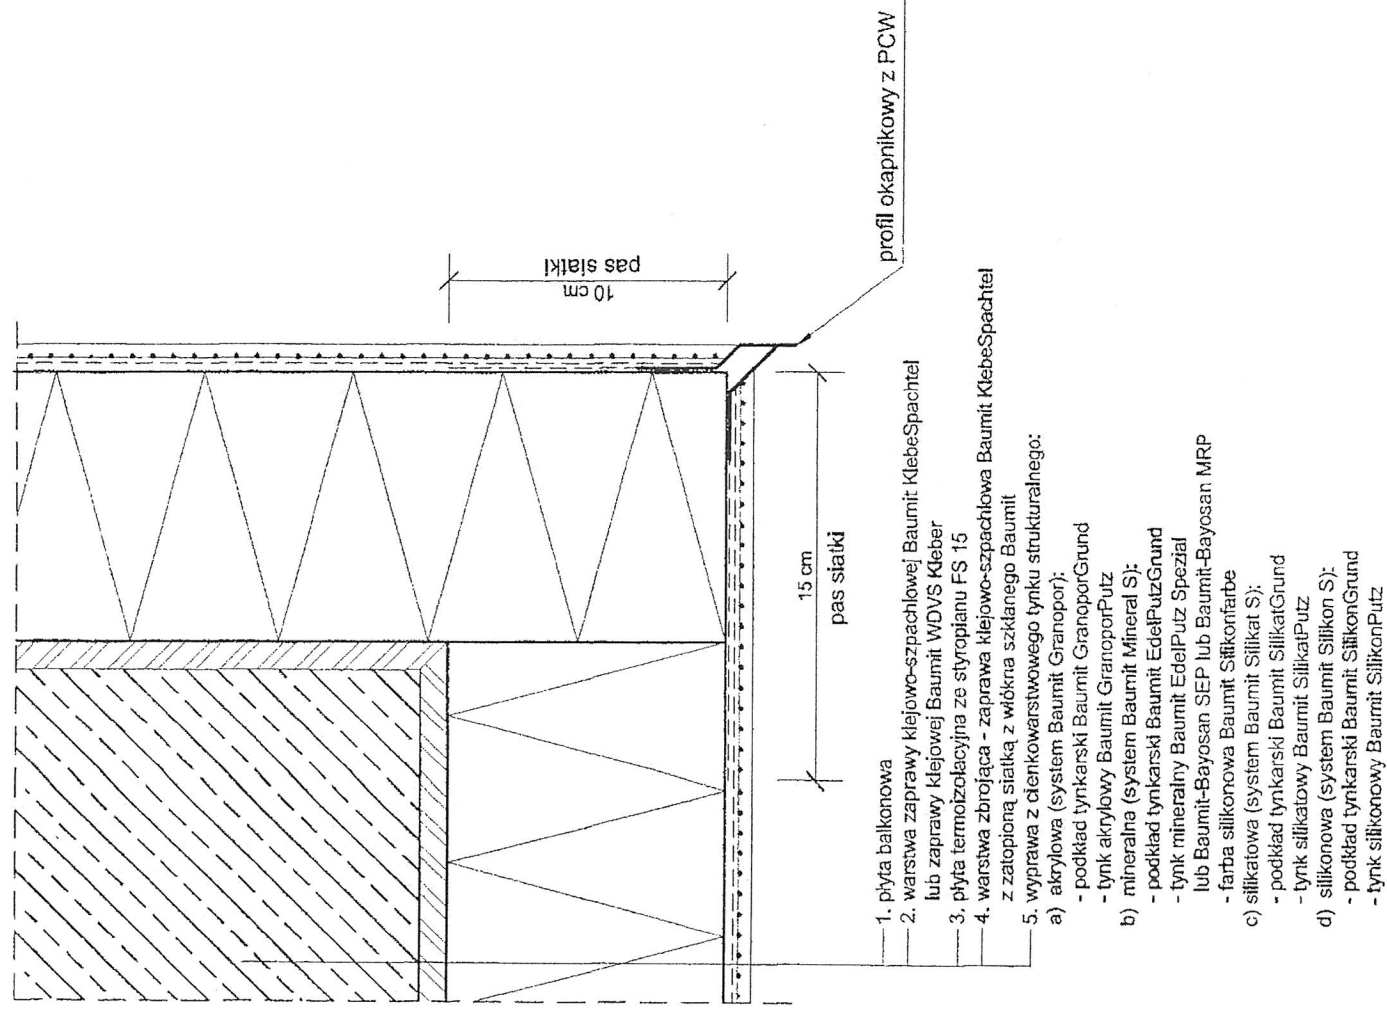 10 cm
pas siatki
profil okapnikowy z PCW
15 cm
pas siatki
1. płyta balkonowa
2. warstwa zaprawy klejowo-szpachlowej Baumit KlebeSpachtel
lub zaprawy klejowej Baumit WDVS Kleber
3. płyta termoizolacyjna ze styropianu FS 15
4. warstwa zbrojąca - zaprawa klejowo-szpachlowa Baumit KlebeSpachtel
z zatopioną siatką z włókna szklanego Baumit
5. wyprawa z cienkowarstwowego tynku strukturalnego:
a) akrylowa (system Baumit Granopor):
- podkład tynkarski Baumit GranoporGrund
- tynk akrylowy Baumit GranoporPutz
b) mineralna (system Baumit Mineral S):
- podkład tynkarski Baumit EdelPutzGrund
- tynk mineralny Baumit EdelPutz Spezial
lub Baumit-Bayosan SEP lub Baumit-Bayosan MRP
- farba silikonowa Baumit Silikonfarbe
c) silikatowa (system Baumit Silikat S):
- podkład tynkarski Baumit SilikatGrund
- tynk silikatowy Baumit SilikatPutz
d) silikonowa (system Baumit Silikon S):
- podkład tynkarski Baumit SilikonGrund
- tynk silikonowy Baumit SilikonPutz